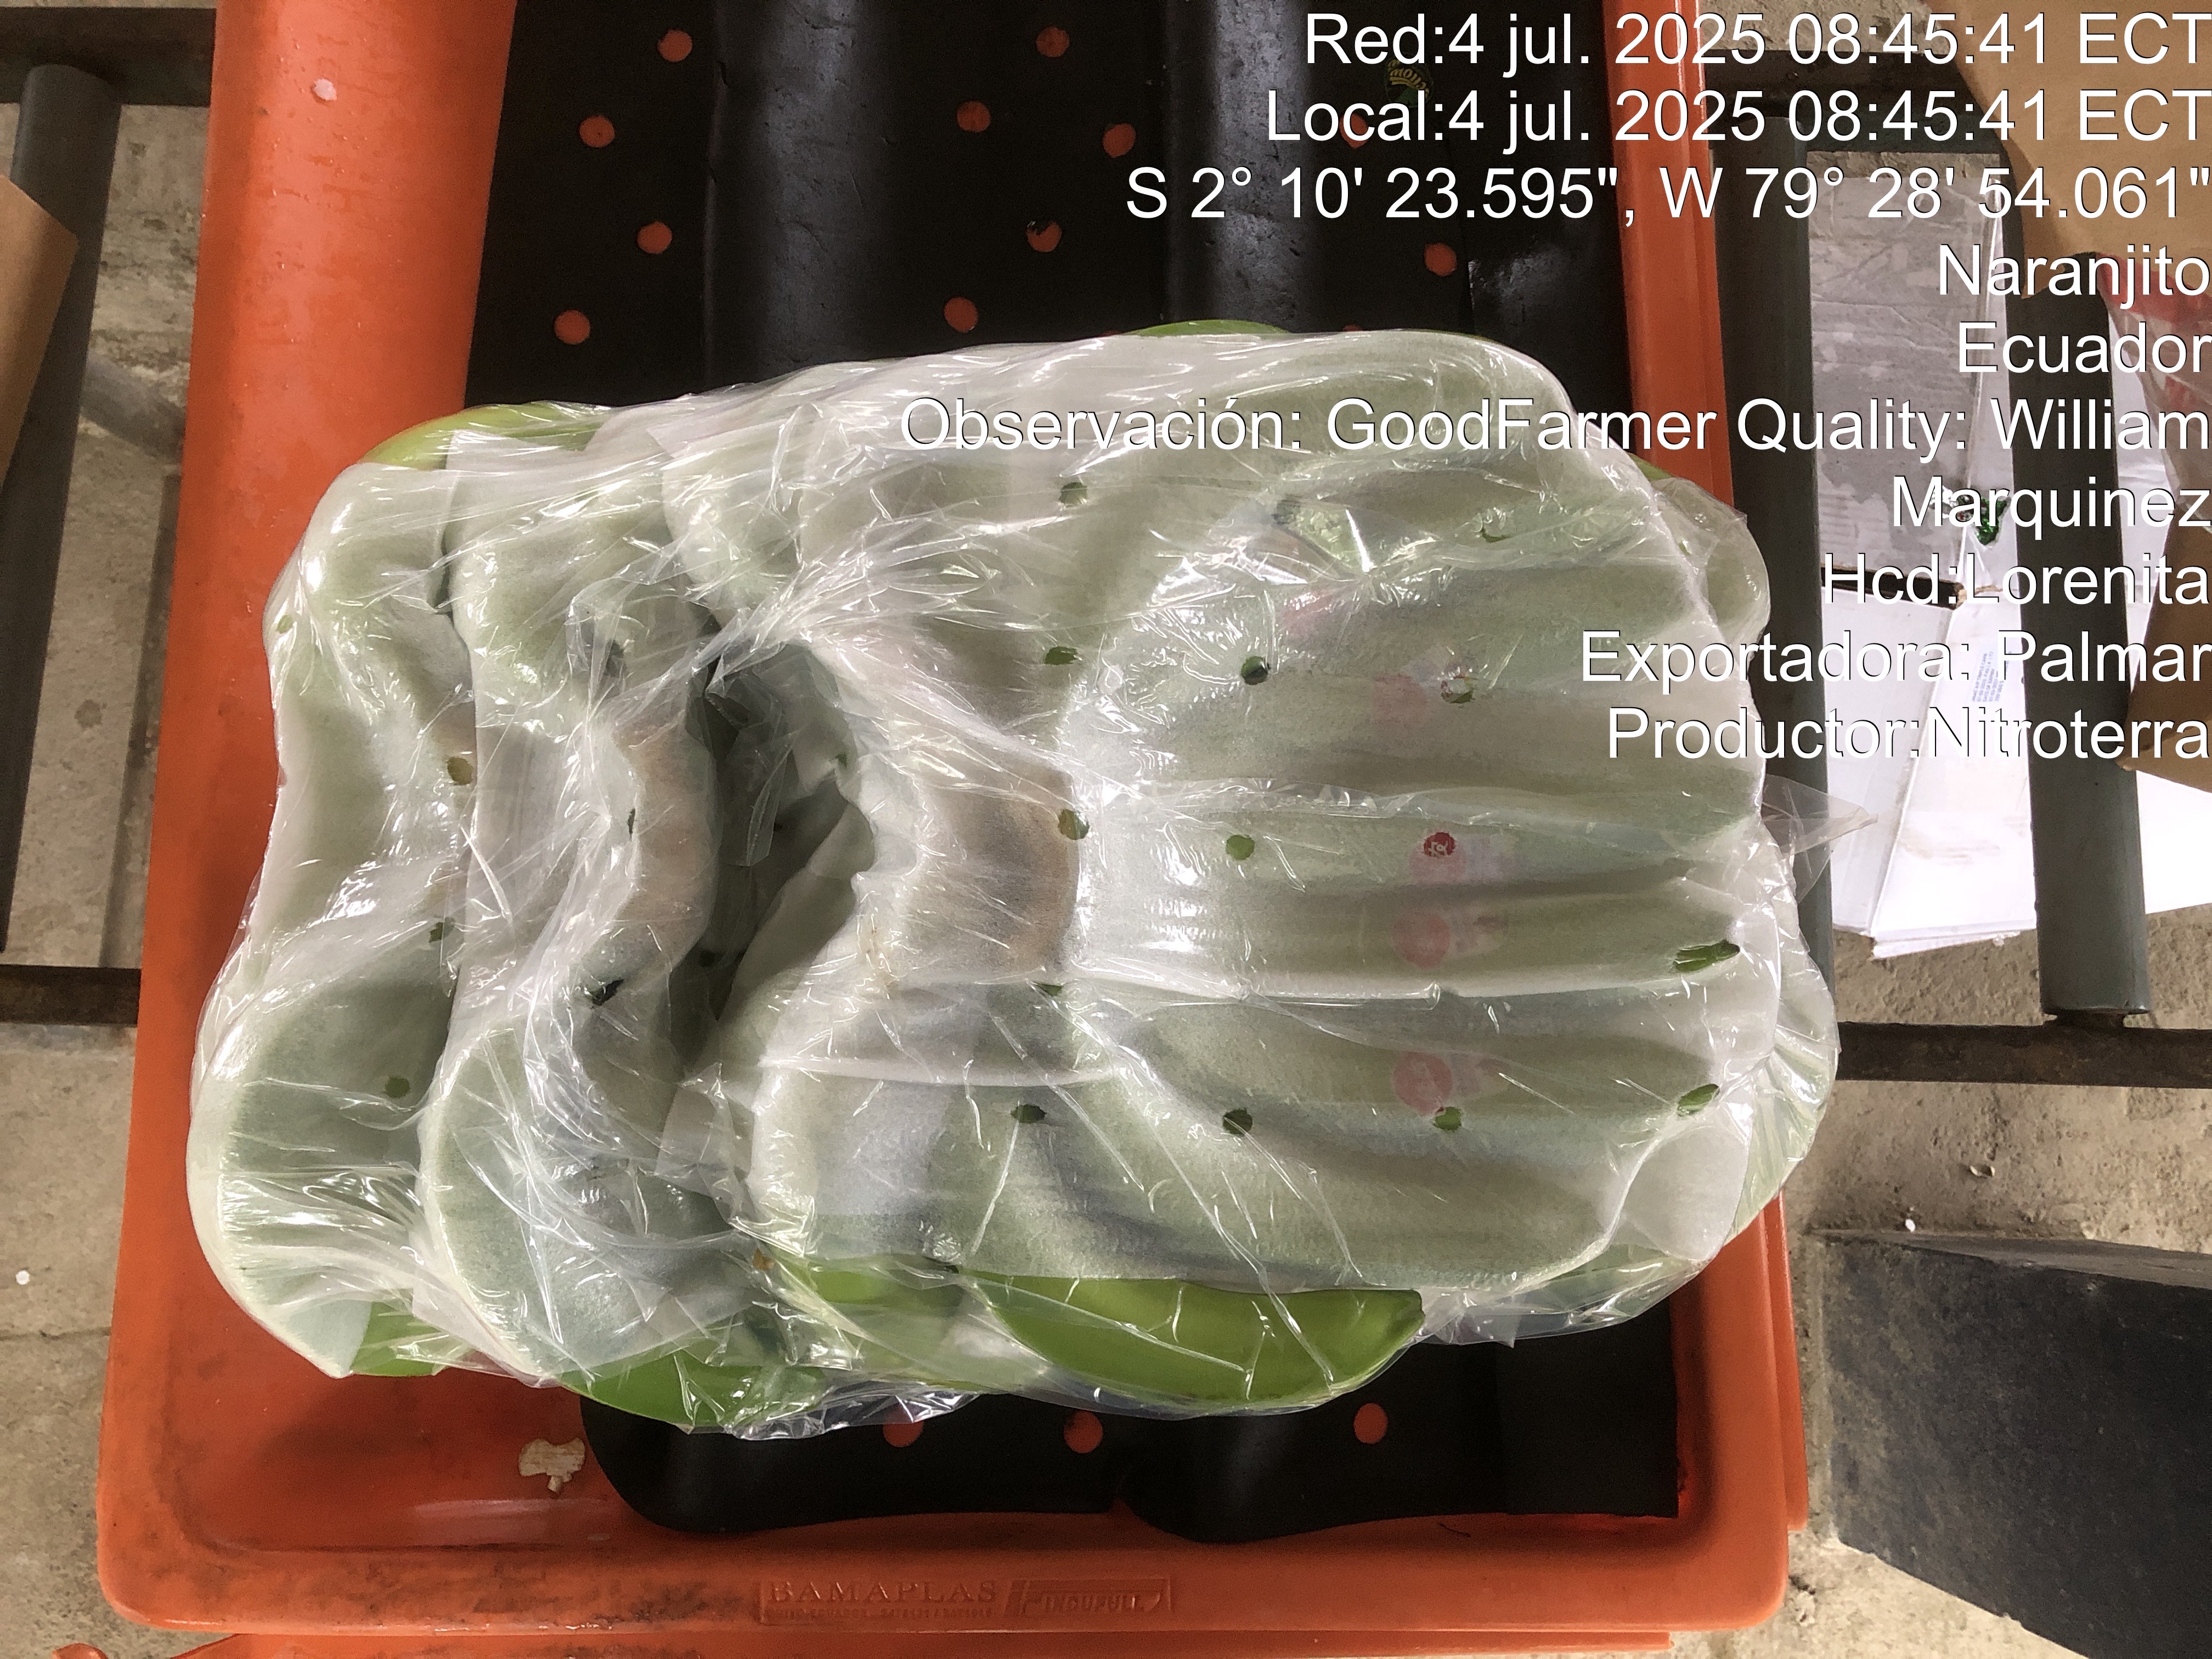 Red:4 jul. 2025 08:45:41 ECT
Local:4 jul. 2025 08:45:41 ECT
S 2° 10' 23.595", W 79° 28' 54.061"
Naranjito
Ecuador
Observación: GoodFarmer Quality: William
Marquinez
Hcd:Lorenita
Exportadora: Palmar
Productor:Nitroterra
BAMAPLAS